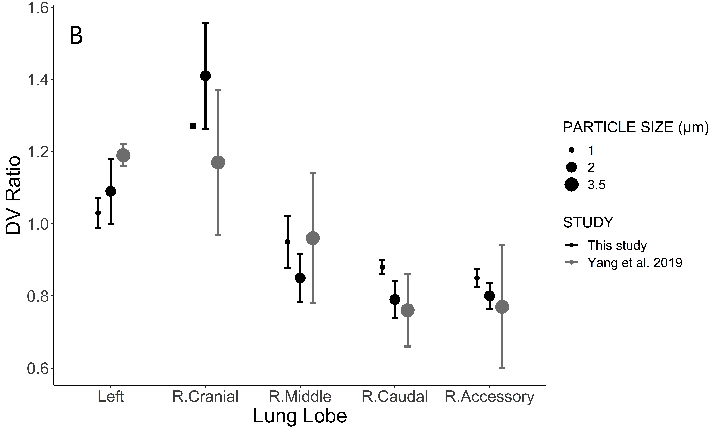 1.6
B
1.4
1.2
1.0
0.8
0.6
DV Ratio
Left R.Cranial R.Middle R.Caudal R.Accessory
Lung Lobe
PARTICLE SIZE (μm)
1
2
3.5
STUDY
This study
Yang et al. 2019